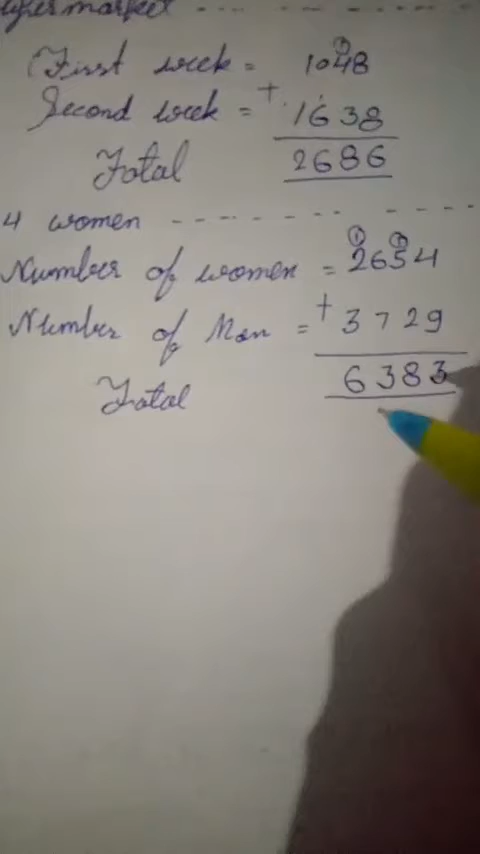 supermarket -- - - - - - - - -
First week = 1048
Second week = + 1638
Total 2686
4 women - - - - - - - - - - - -
Number of women = 2654
Number of Man = + 3729
Total 6383